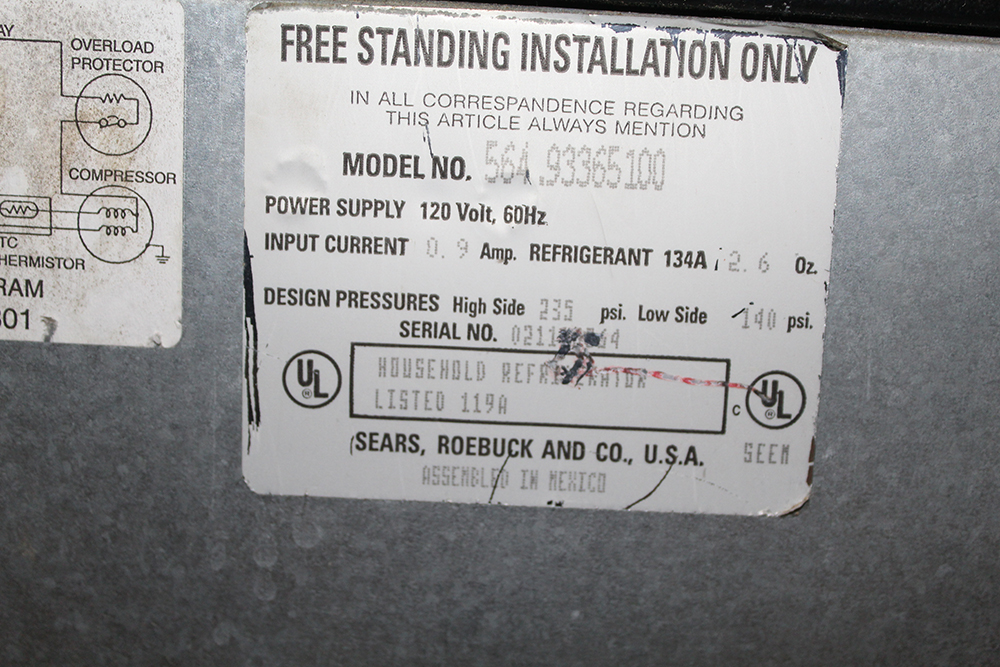 AY
OVERLOAD
PROTECTOR
COMPRESSOR
TC
HERMISTOR
RAM
301
FREE STANDING INSTALLATION ONLY
IN ALL CORRESPANDENCE REGARDING
THIS ARTICLE ALWAYS MENTION
MODEL NO. 564.93365100
POWER SUPPLY 120 Volt, 60Hz
INPUT CURRENT 0.9 Amp. REFRIGERANT 134A 2.6 Oz.
DESIGN PRESSURES High Side 235 psi. Low Side 140 psi.
SERIAL NO.
UL ®
HOUSEHOLD REFRIGERATOR
LISTED 119A
C UL ®
SEARS, ROEBUCK AND CO., U.S.A. SEEM
ASSEMBLED IN MEXICO